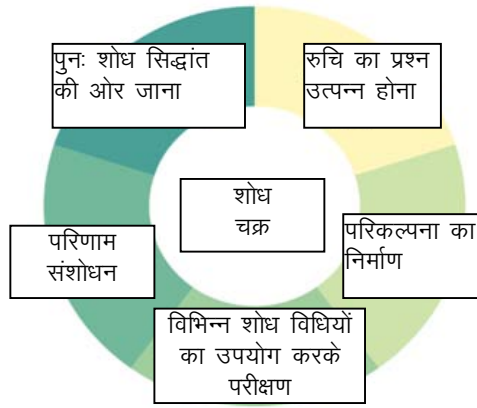 पुनः शोध सिद्धांत
की ओर जाना
रुचि का प्रश्न
उत्पन्न होना
शोध
चक्र
परिकल्पना का
निर्माण
परिणाम
संशोधन
विभिन्न शोध विधियों
का उपयोग करके
परीक्षण